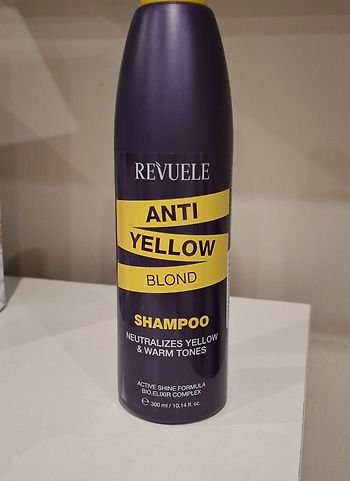 REVUELE
ANTI
YELLOW
BLOND
SHAMPOO
NEUTRALIZES YELLOW
& WARM TONES
ACTIVE SHINE FORMULA
BIO.ELIXIR COMPLEX
℮ 300 ml / 10.14 fl. oz.